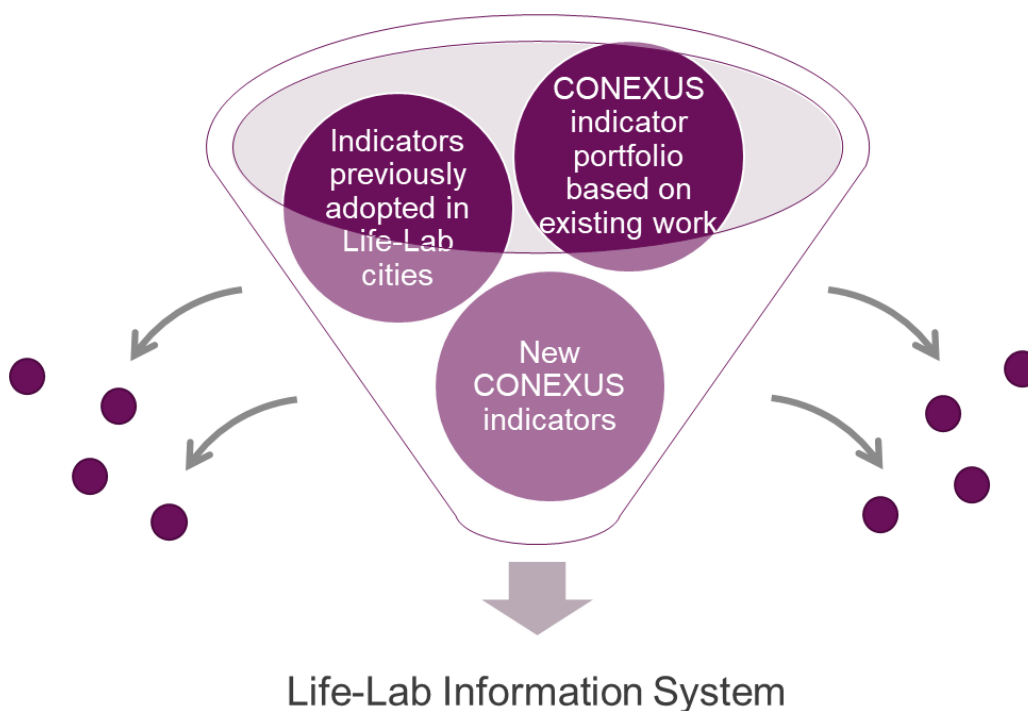 Indicators
previously
adopted in
Life-Lab
cities
CONEXUS
indicator
portfolio
based on
existing work
New
CONEXUS
indicators
Life-Lab Information System